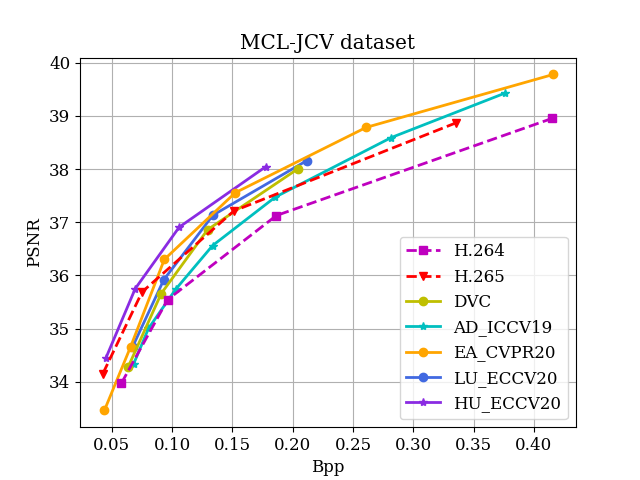 MCL-JCV dataset
PSNR
40
39
38
37
36
35
34
0.05 0.10 0.15 0.20 0.25 0.30 0.35 0.40
Bpp
H.264
H.265
DVC
AD_ICCV19
EA_CVPR20
LU_ECCV20
HU_ECCV20